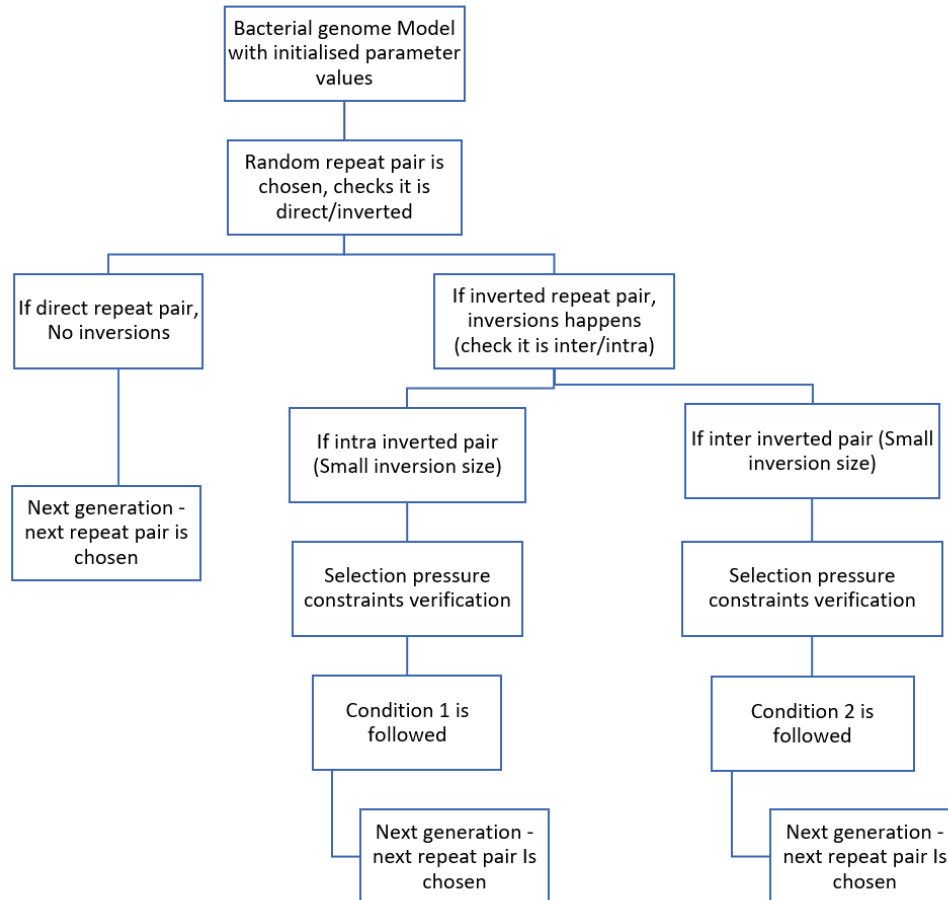 Bacterial genome Model
with initialised parameter
values
Random repeat pair is
chosen, checks it is
direct/inverted
If direct repeat pair,
No inversions
If inverted repeat pair,
inversions happens
(check it is inter/intra)
If intra inverted pair
(Small inversion size)
If inter inverted pair (Small
inversion size)
Next generation -
next repeat pair is
chosen
Selection pressure
constraints verification
Selection pressure
constraints verification
Condition 1 is
followed
Condition 2 is
followed
Next generation -
next repeat pair Is
chosen
Next generation -
next repeat pair Is
chosen